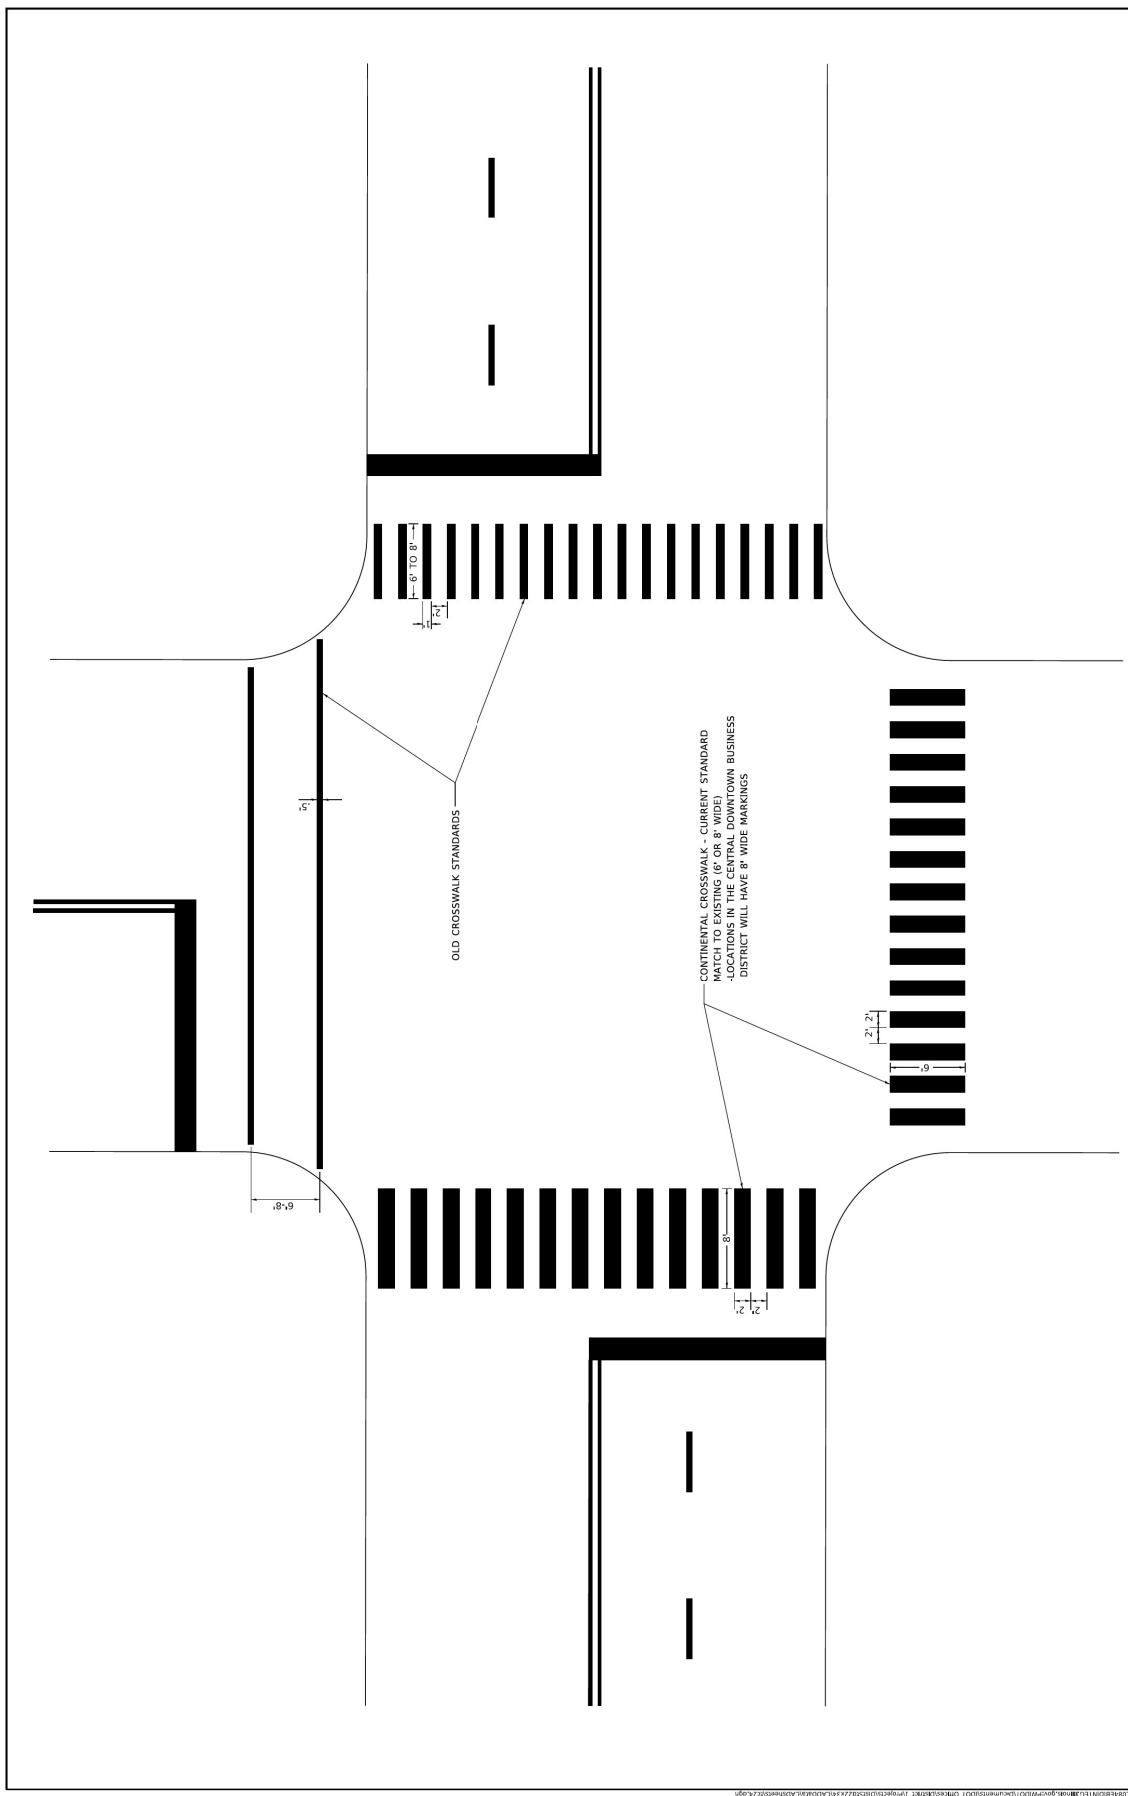 6' TO 8'
2'
1'
.5'
OLD CROSSWALK STANDARDS
CONTINENTAL CROSSWALK - CURRENT STANDARD
MATCH TO EXISTING (6' OR 8' WIDE)
-LOCATIONS IN THE CENTRAL DOWNTOWN BUSINESS
DISTRICT WILL HAVE 8' WIDE MARKINGS
2' 2'
6'
6'-8'
8'
2' 2'